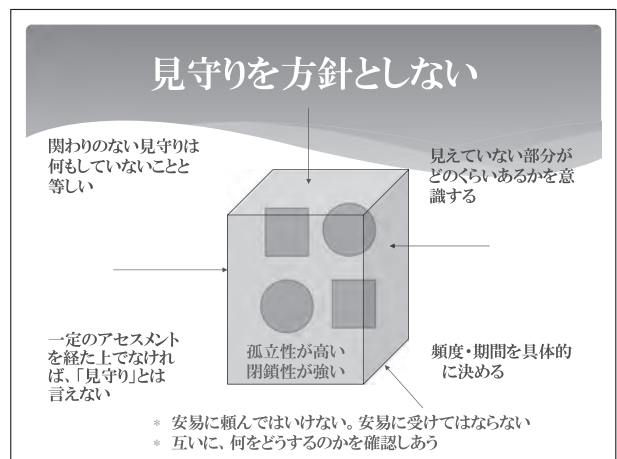 見守りを方針としない
関わりのない見守りは
何もしていないことと
等しい
見えていない部分が
どのくらいあるかを意
識する
一定のアセスメント
を経た上でなけれ
ば、「見守り」とは
言えない
孤立性が高い
閉鎖性が強い
頻度・期間を具体的
に決める
* 安易に頼んではいけない。安易に受けてはならない
* 互いに、何をどうするのかを確認しあう